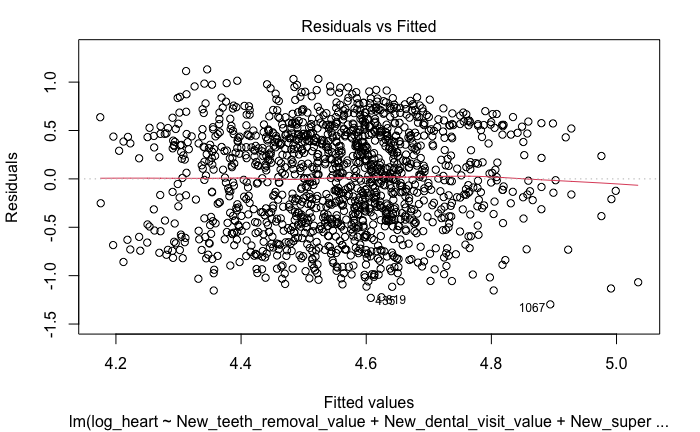 Residuals vs Fitted
Residuals
1.0
0.5
0.0
-0.5
-1.0
-1.5
819
1067
4.2 4.4 4.6 4.8 5.0
Fitted values
lm(log_heart ~ New_teeth_removal_value + New_dental_visit_value + New_super ...